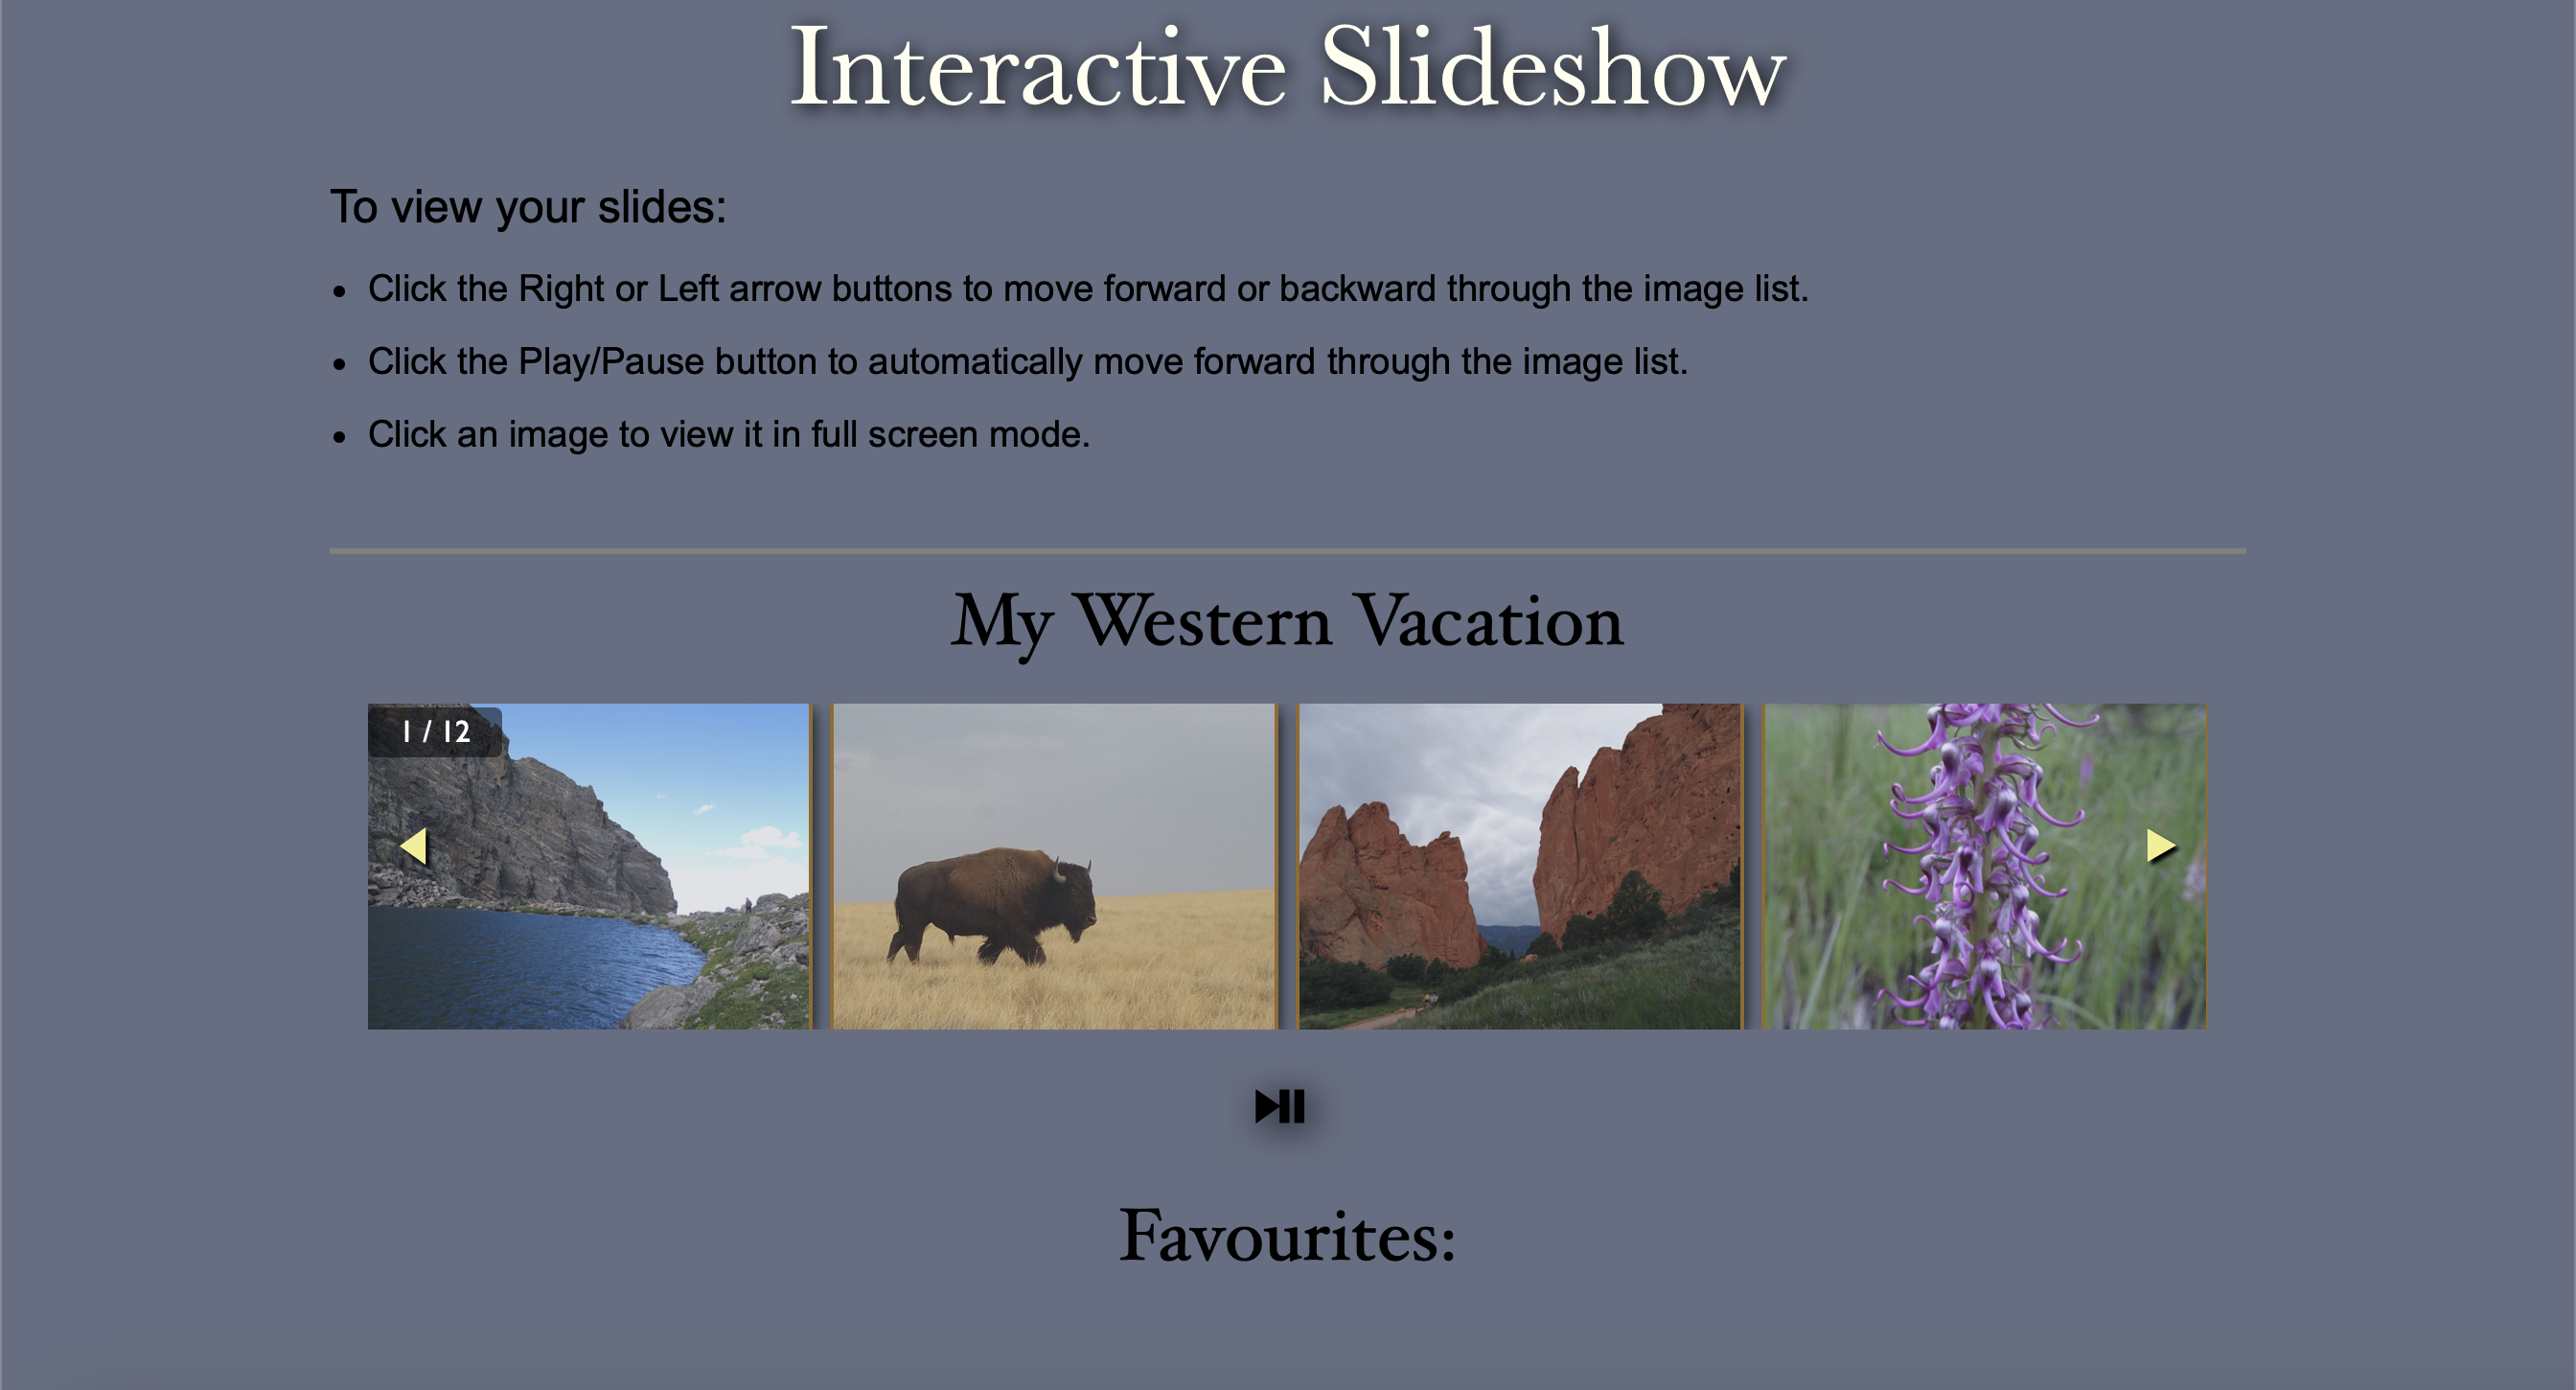 Interactive Slideshow
To view your slides:
• Click the Right or Left arrow buttons to move forward or backward through the image list.
• Click the Play/Pause button to automatically move forward through the image list.
• Click an image to view it in full screen mode.
My Western Vacation
1 / 12
Favourites: